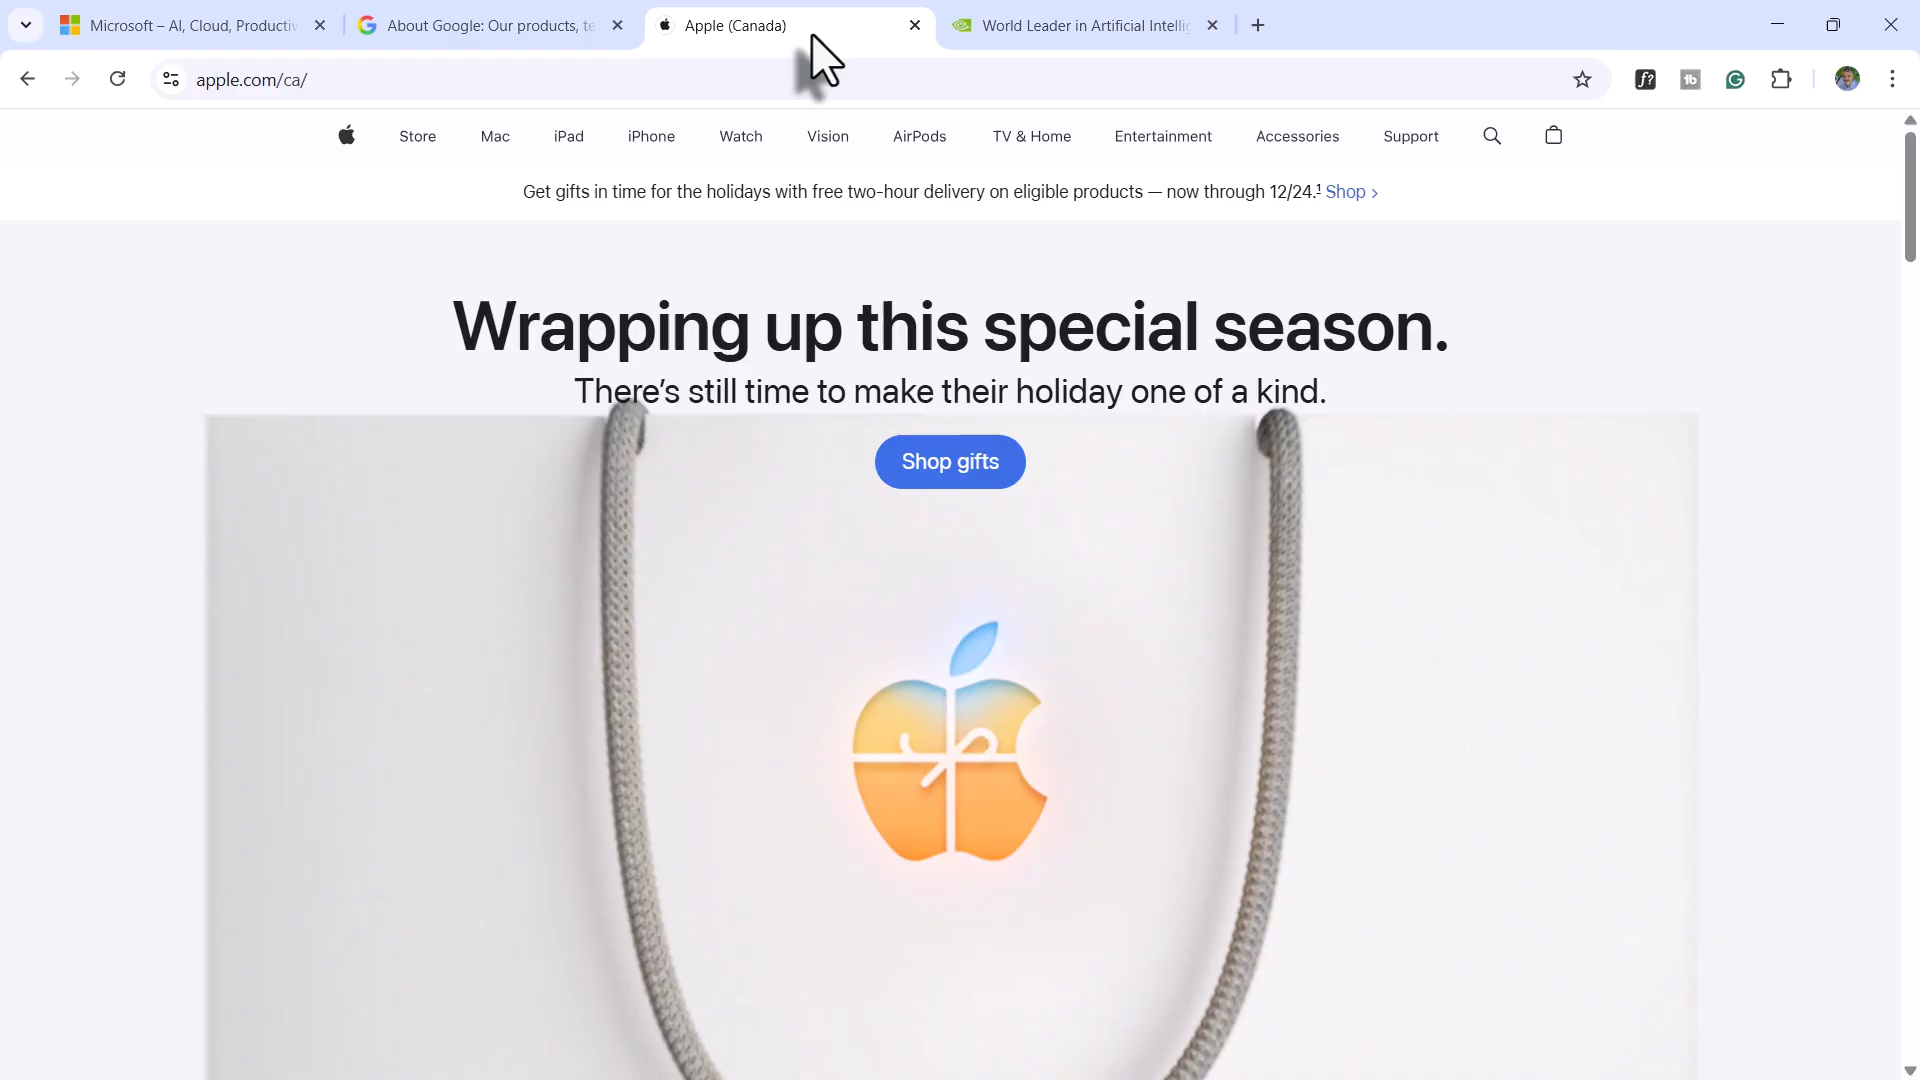 Microsoft – AI, Cloud, Productiv
About Google: Our products, te
Apple (Canada)
World Leader in Artificial Intellig
apple.com/ca/
f?
tb
G
Store
Mac
iPad
iPhone
Watch
Vision
AirPods
TV & Home
Entertainment
Accessories
Support
Get gifts in time for the holidays with free two-hour delivery on eligible products — now through 12/24.¹ Shop >
Wrapping up this special season.
There’s still time to make their holiday one of a kind.
Shop gifts